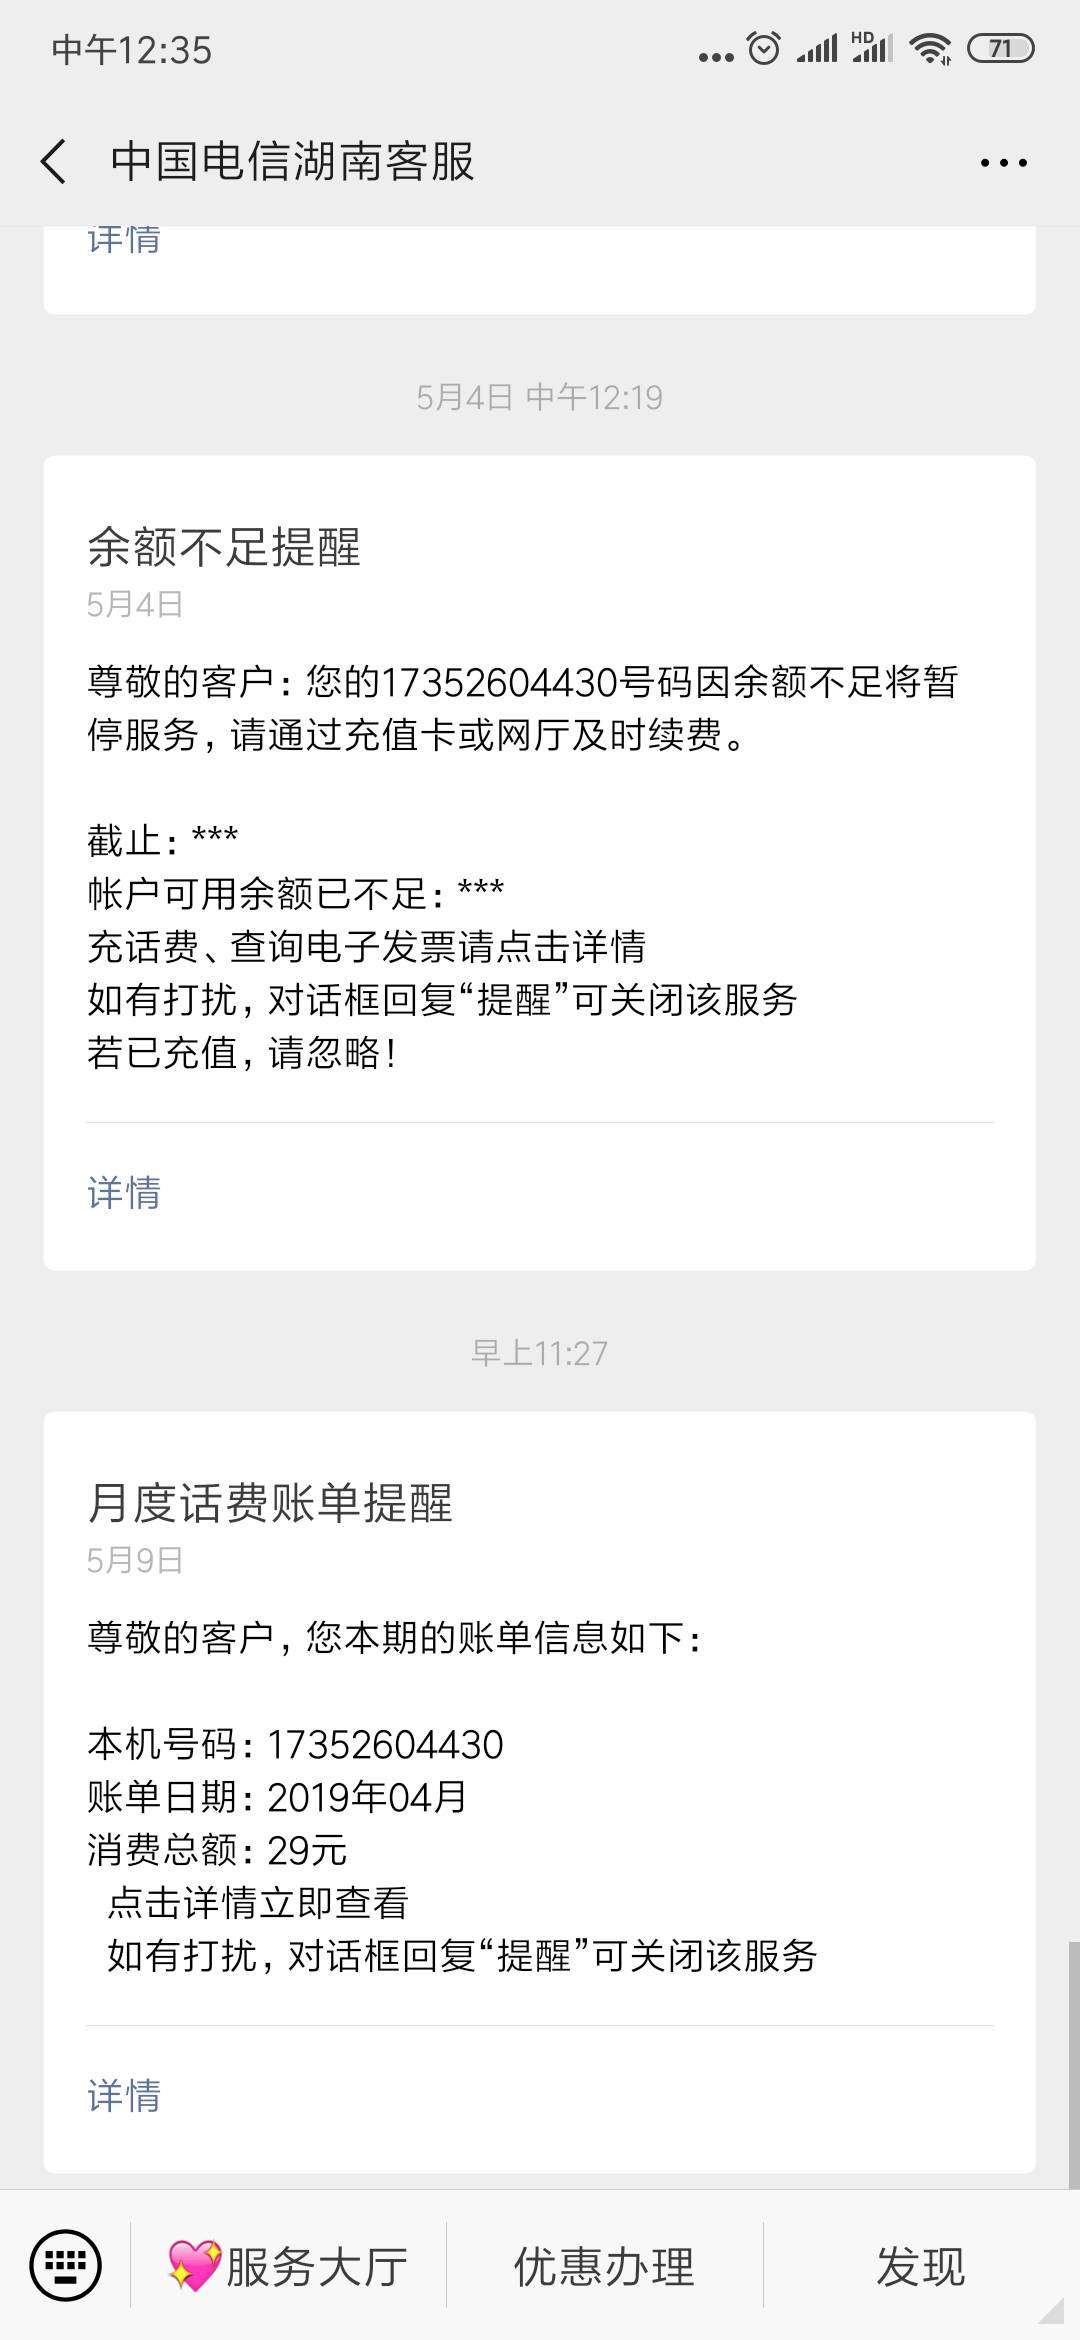 中午12:35
HD
71
中国电信湖南客服
详情
5月4日 中午12:19
余额不足提醒
5月4日
尊敬的客户：您的17352604430号码因余额不足将暂
停服务，请通过充值卡或网厅及时续费。
截止：***
帐户可用余额已不足：***
充话费、查询电子发票请点击详情
如有打扰，对话框回复“提醒”可关闭该服务
若已充值，请忽略！
详情
早上11:27
月度话费账单提醒
5月9日
尊敬的客户，您本期的账单信息如下：
本机号码：17352604430
账单日期：2019年04月
消费总额：29元
点击详情立即查看
如有打扰，对话框回复“提醒”可关闭该服务
详情
💖服务大厅
优惠办理
发现